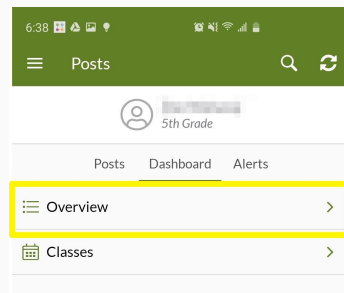 6:38
Posts
5th Grade
Posts Dashboard Alerts
Overview
Classes